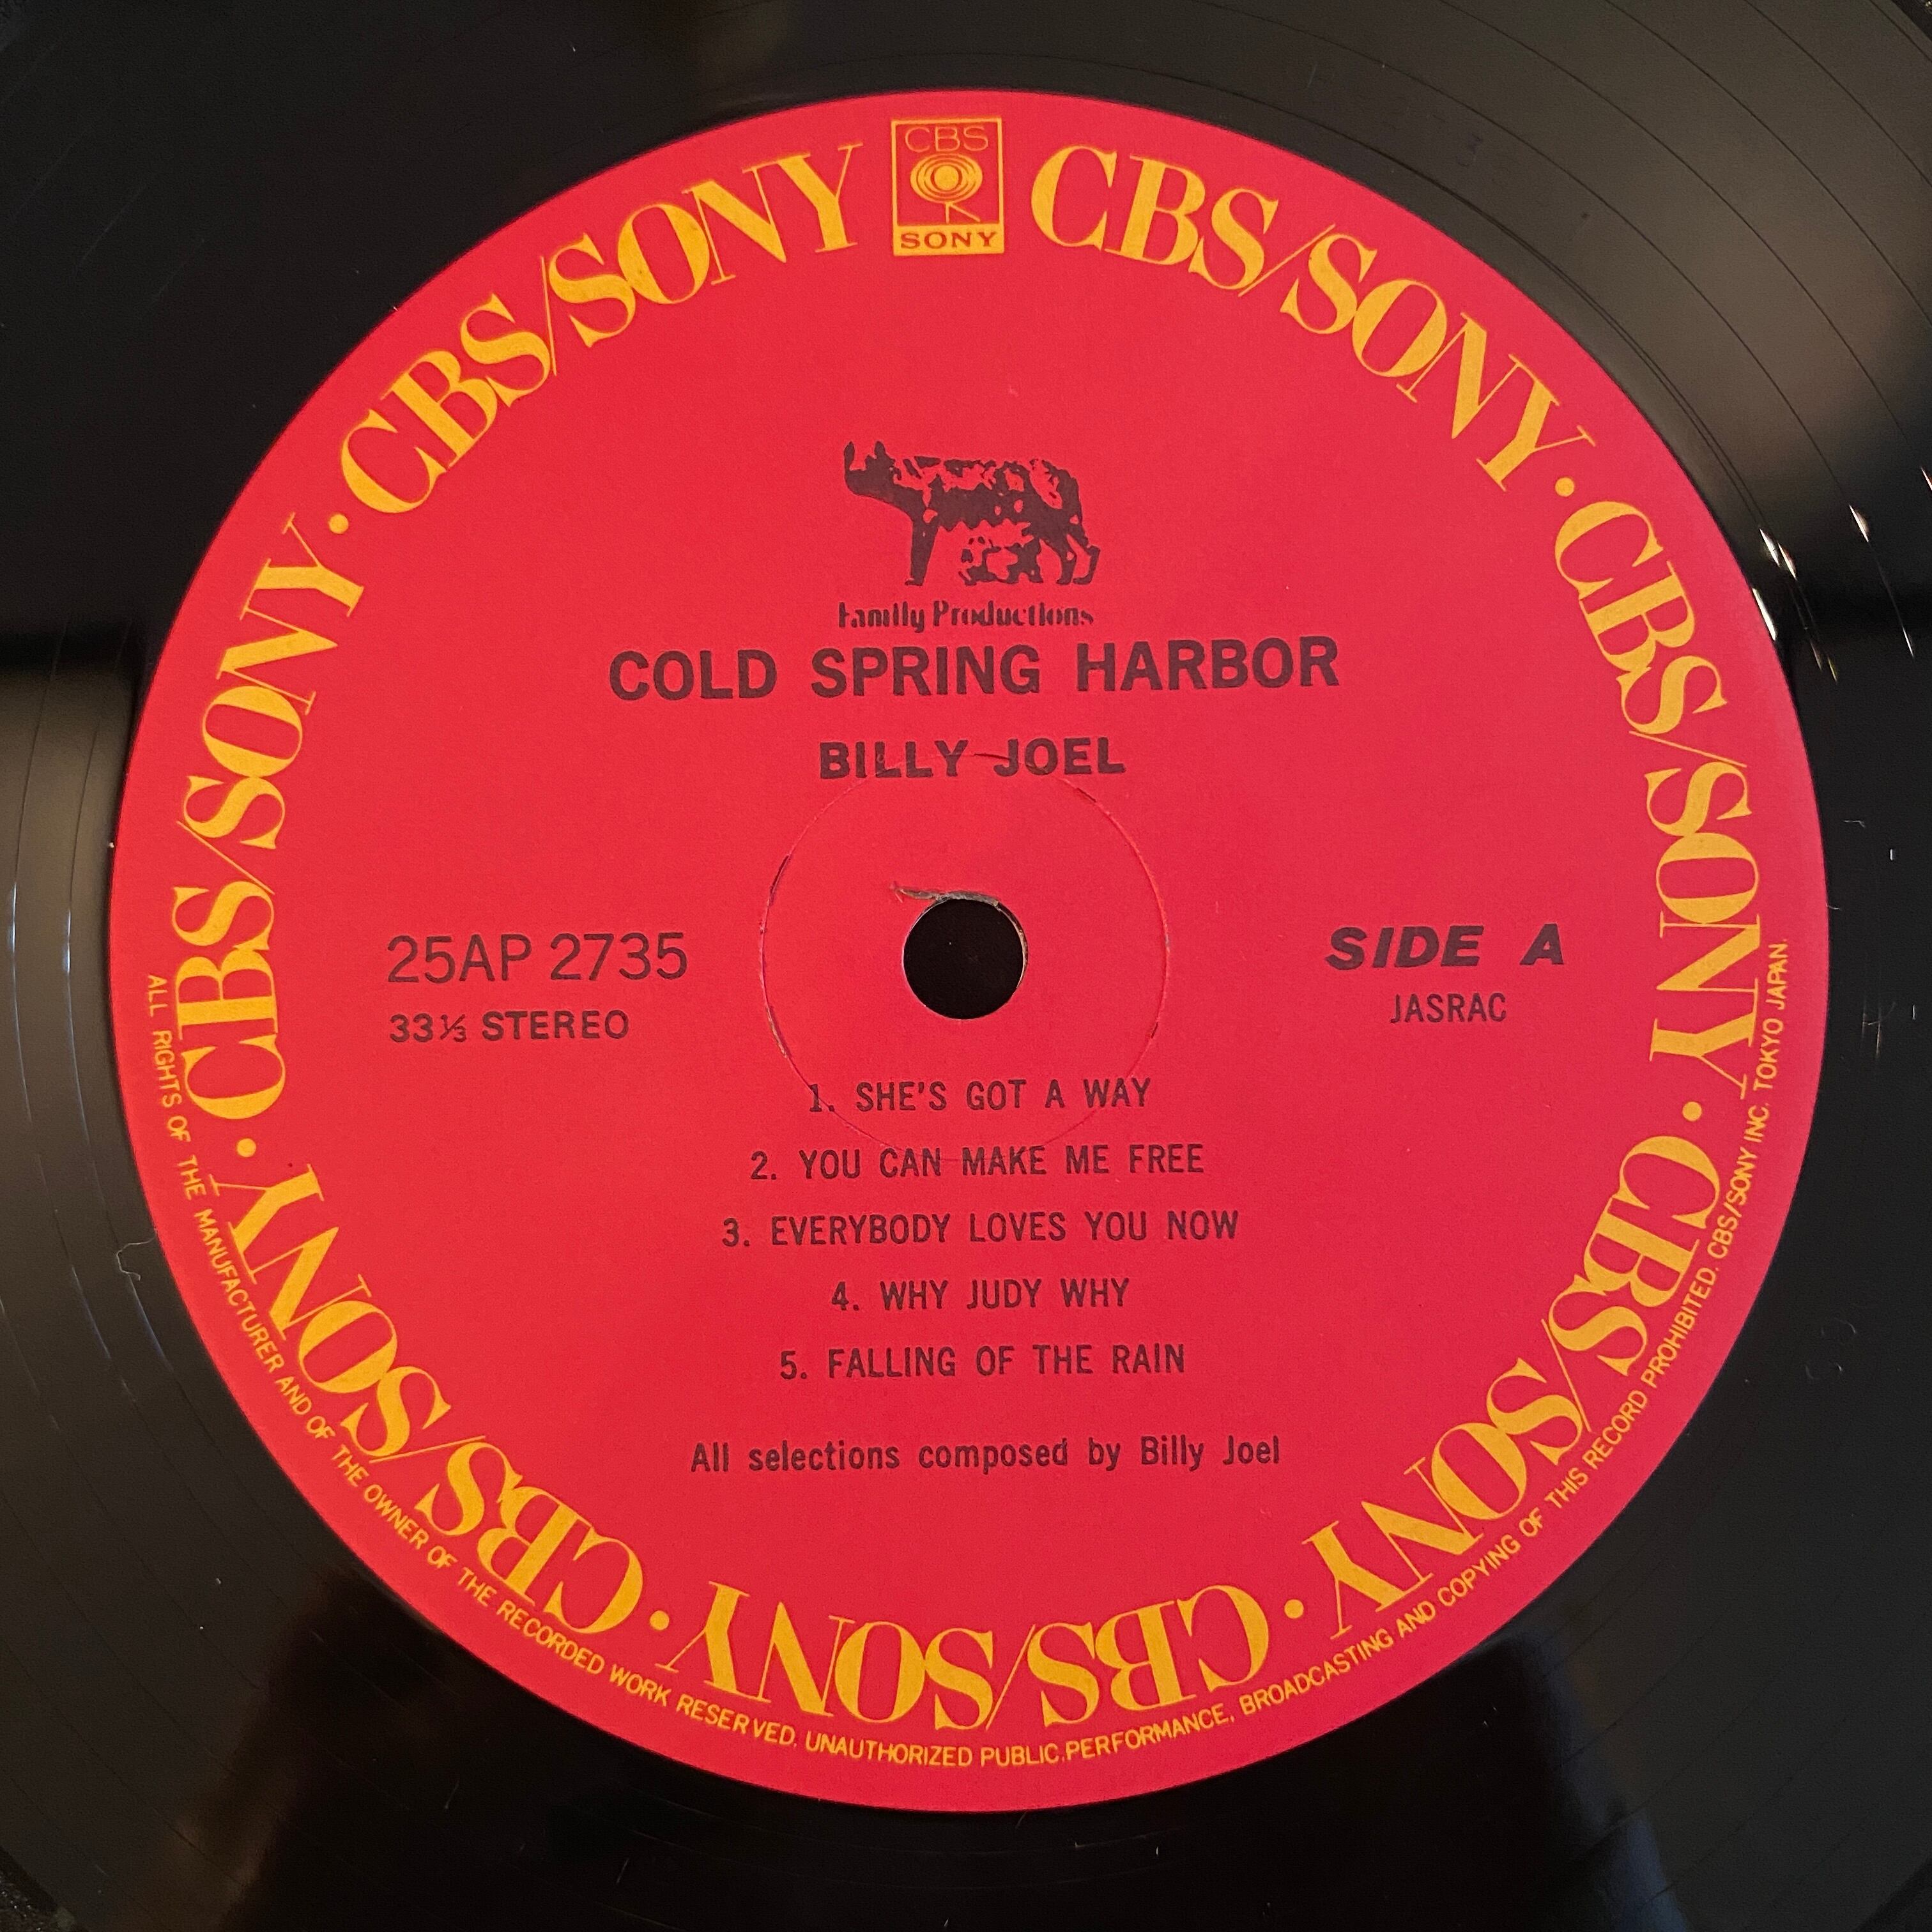 CBS
SONY
CBS/SONY · CBS/SONY · CBS/SONY · CBS/SONY · CBS/SONY · CBS/SONY · CBS/SONY
Family Productions
COLD SPRING HARBOR
BILLY JOEL
25AP 2735
33⅓ STEREO
SIDE A
JASRAC
1. SHE'S GOT A WAY
2. YOU CAN MAKE ME FREE
3. EVERYBODY LOVES YOU NOW
4. WHY JUDY WHY
5. FALLING OF THE RAIN
All selections composed by Billy Joel
ALL RIGHTS OF THE MANUFACTURER AND OF THE OWNER OF THE RECORDED WORK RESERVED. UNAUTHORIZED PUBLIC.PERFORMANCE, BROADCASTING AND COPYING OF THIS RECORD PROHIBITED. CBS/SONY INC. TOKYO JAPAN.